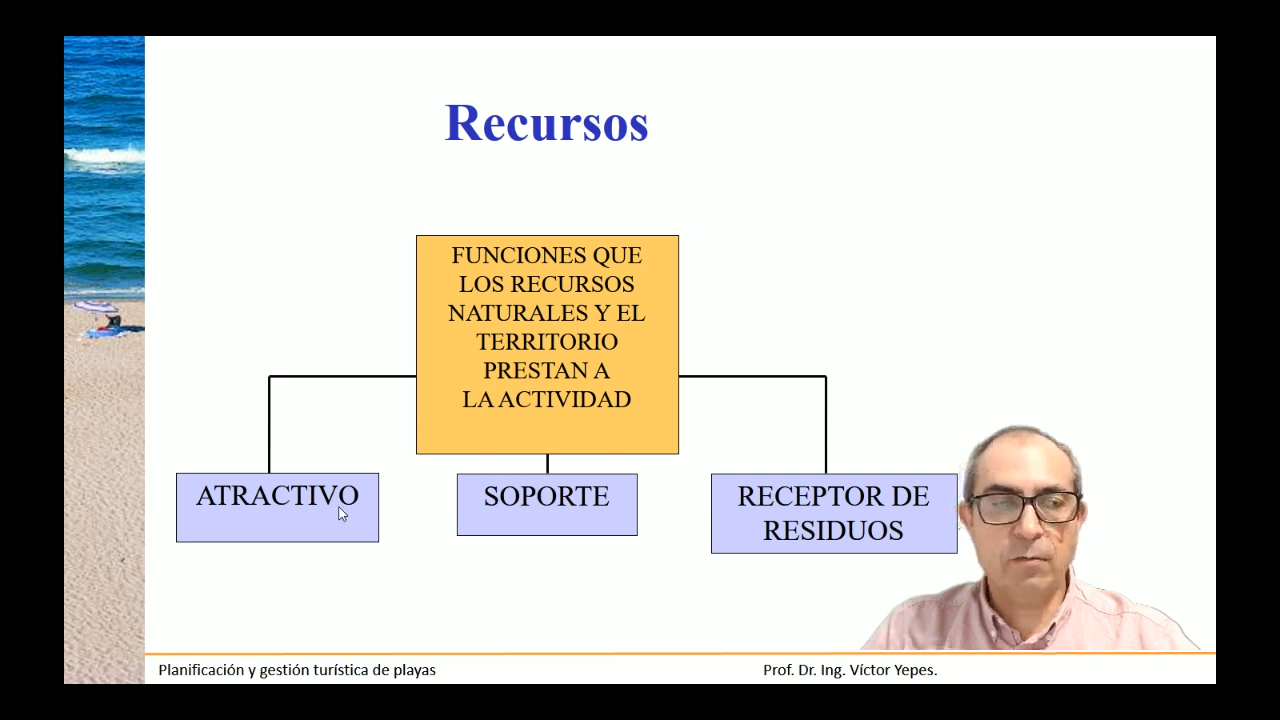 Recursos
FUNCIONES QUE
LOS RECURSOS
NATURALES Y EL
TERRITORIO
PRESTAN A
LA ACTIVIDAD
ATRACTIVO
SOPORTE
RECEPTOR DE
RESIDUOS
Planificación y gestión turística de playas
Prof. Dr. Ing. Víctor Yepes.